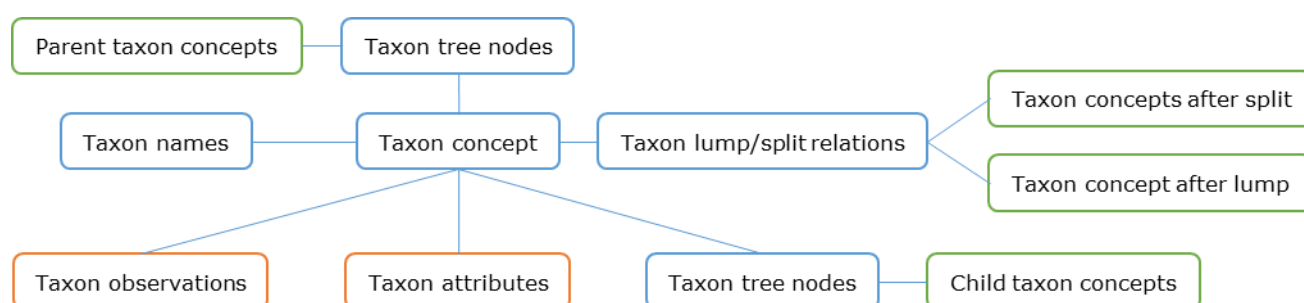 Parent taxon concepts
Taxon tree nodes
Taxon concepts after split
Taxon names
Taxon concept
Taxon lump/split relations
Taxon concept after lump
Taxon observations
Taxon attributes
Taxon tree nodes
Child taxon concepts